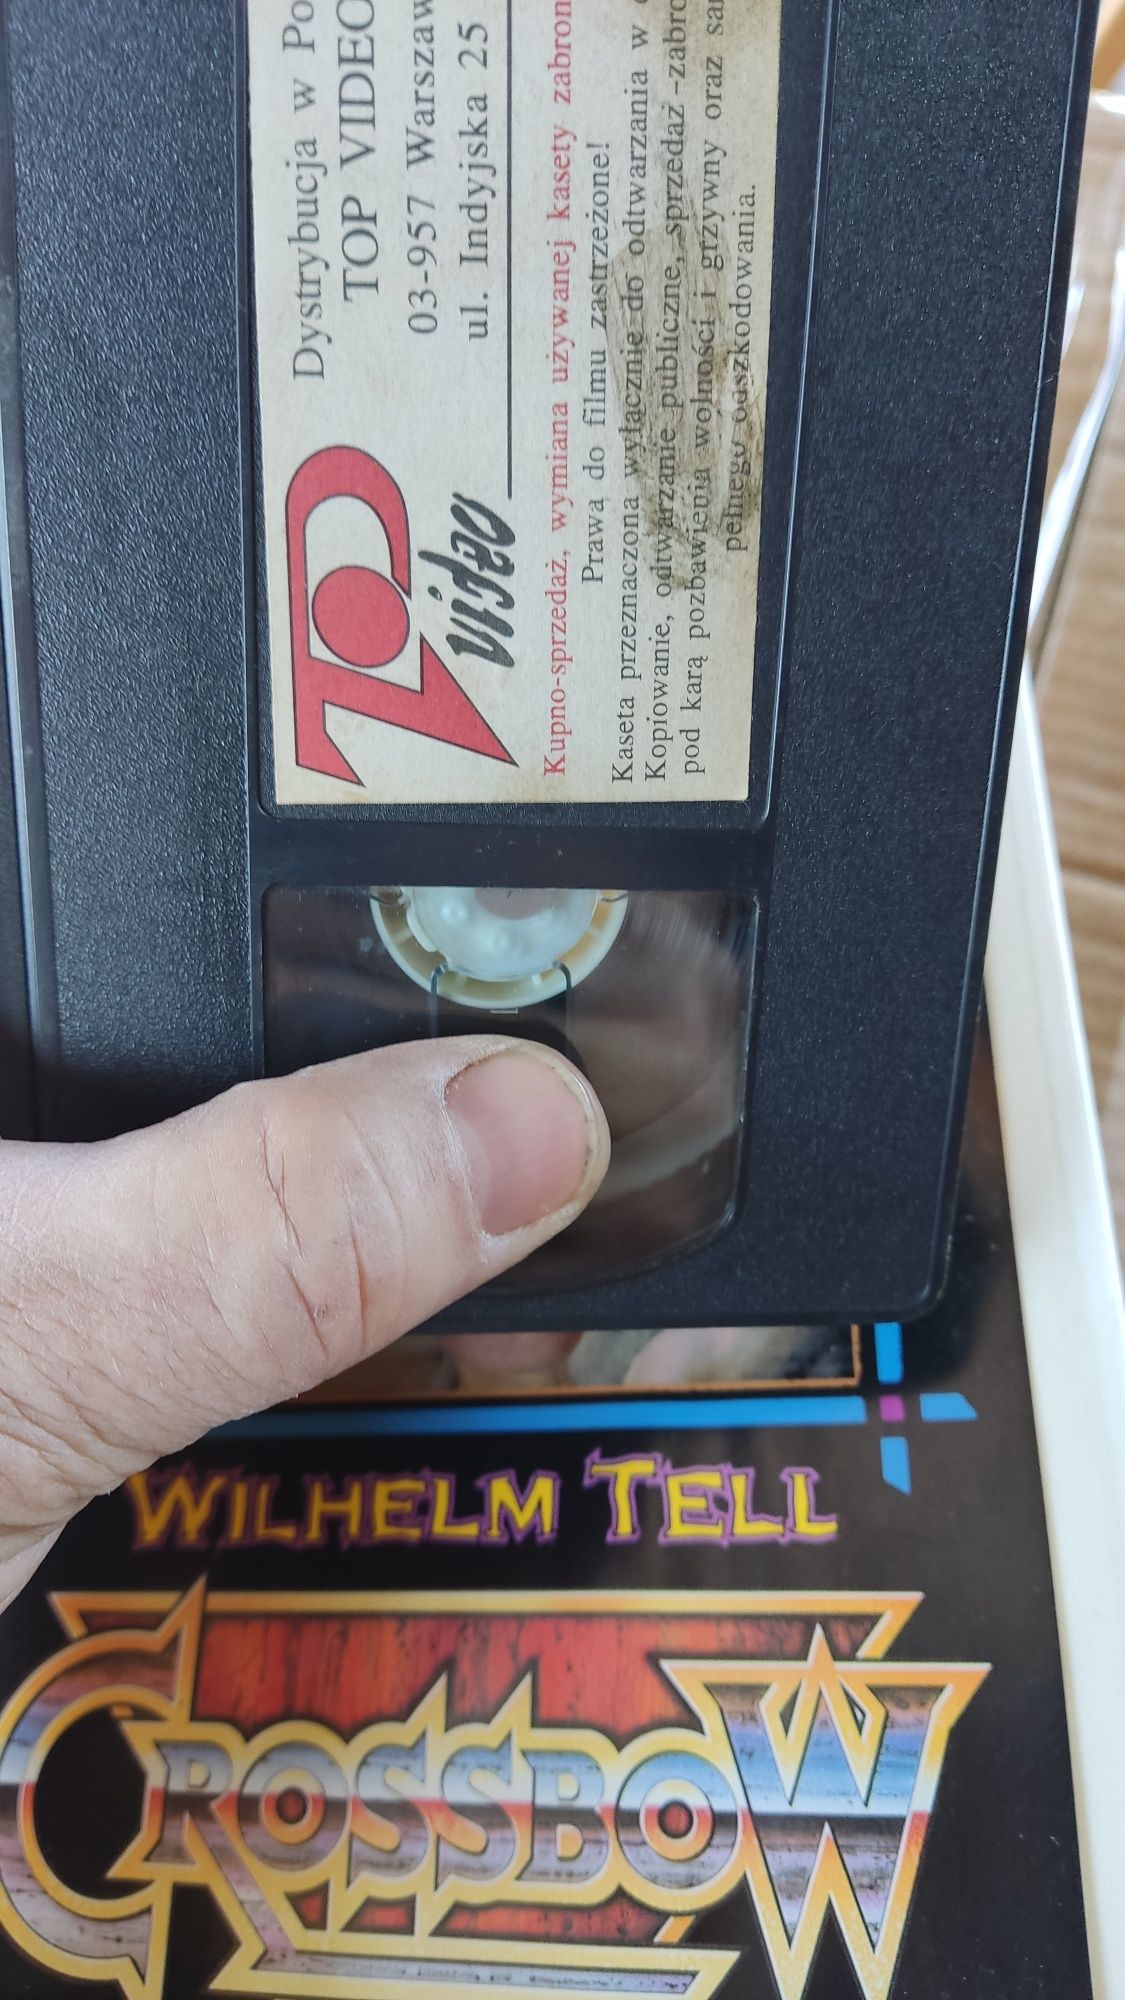 Dystrybucja w Po
TOP VIDEO
03-957 Warszaw
ul. Indyjska 25
TOP
video
Kupno-sprzedaż, wymiana używanej kasety zabron
Prawa do filmu zastrzeżone!
Kaseta przeznaczona wyłącznie do odtwarzania w
Kopiowanie, odtwarzanie publiczne, sprzedaż -zabro
pod karą pozbawienia wolności i grzywny oraz
pełnego odszkodowania.
WILHELM TELL
CROSSBOW